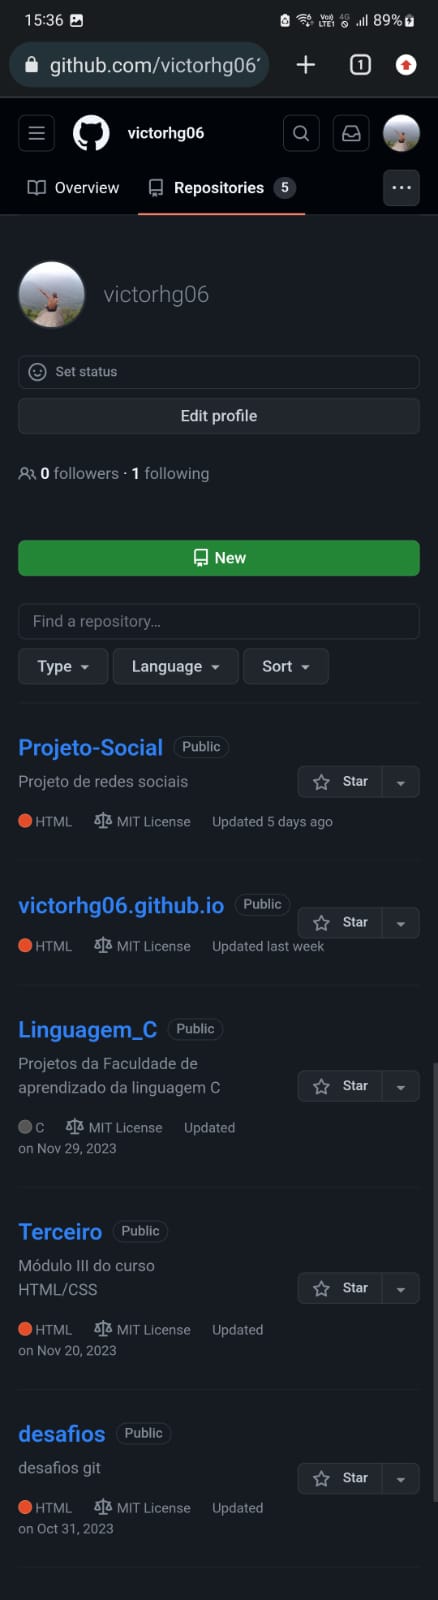 15:36 Vo)) 4G LTE1 89%
github.com/victorhg06 1
victorhg06
Overview Repositories 5
victorhg06
Set status
Edit profile
0 followers · 1 following
New
Find a repository...
Type Language Sort
Projeto-Social Public
Projeto de redes sociais
Star
HTML MIT License Updated 5 days ago
victorhg06.github.io Public
Star
HTML MIT License Updated last week
Linguagem_C Public
Projetos da Faculdade de
aprendizado da linguagem C
Star
C MIT License Updated
on Nov 29, 2023
Terceiro Public
Módulo III do curso
HTML/CSS
Star
HTML MIT License Updated
on Nov 20, 2023
desafios Public
desafios git
Star
HTML MIT License Updated
on Oct 31, 2023